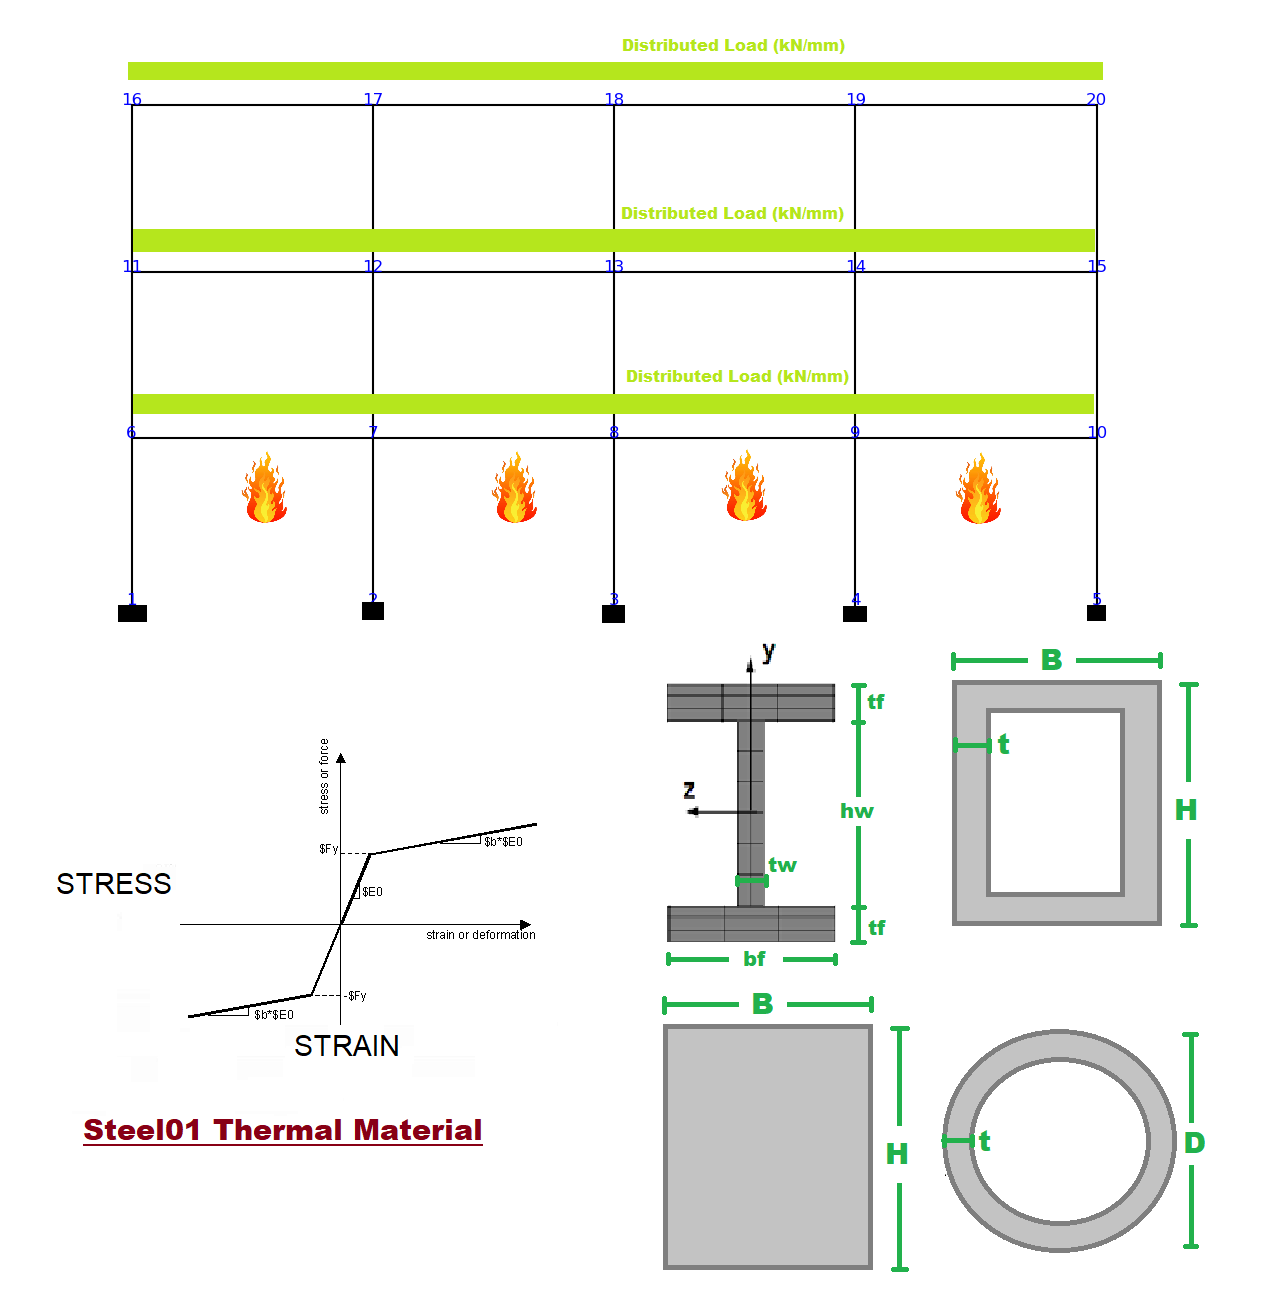 Distributed Load (kN/mm)
16 17 18 19 20
Distributed Load (kN/mm)
11 12 13 14 15
Distributed Load (kN/mm)
6 7 8 9 10
1 2 3 4 5
y
tf
z
hw
tw
tf
bf
B
t
H
stress or force
$Fy
$b*$E0
$E0
STRESS
strain or deformation
-$Fy
$b*$E0
STRAIN
Steel01 Thermal Material
B
H
t
D